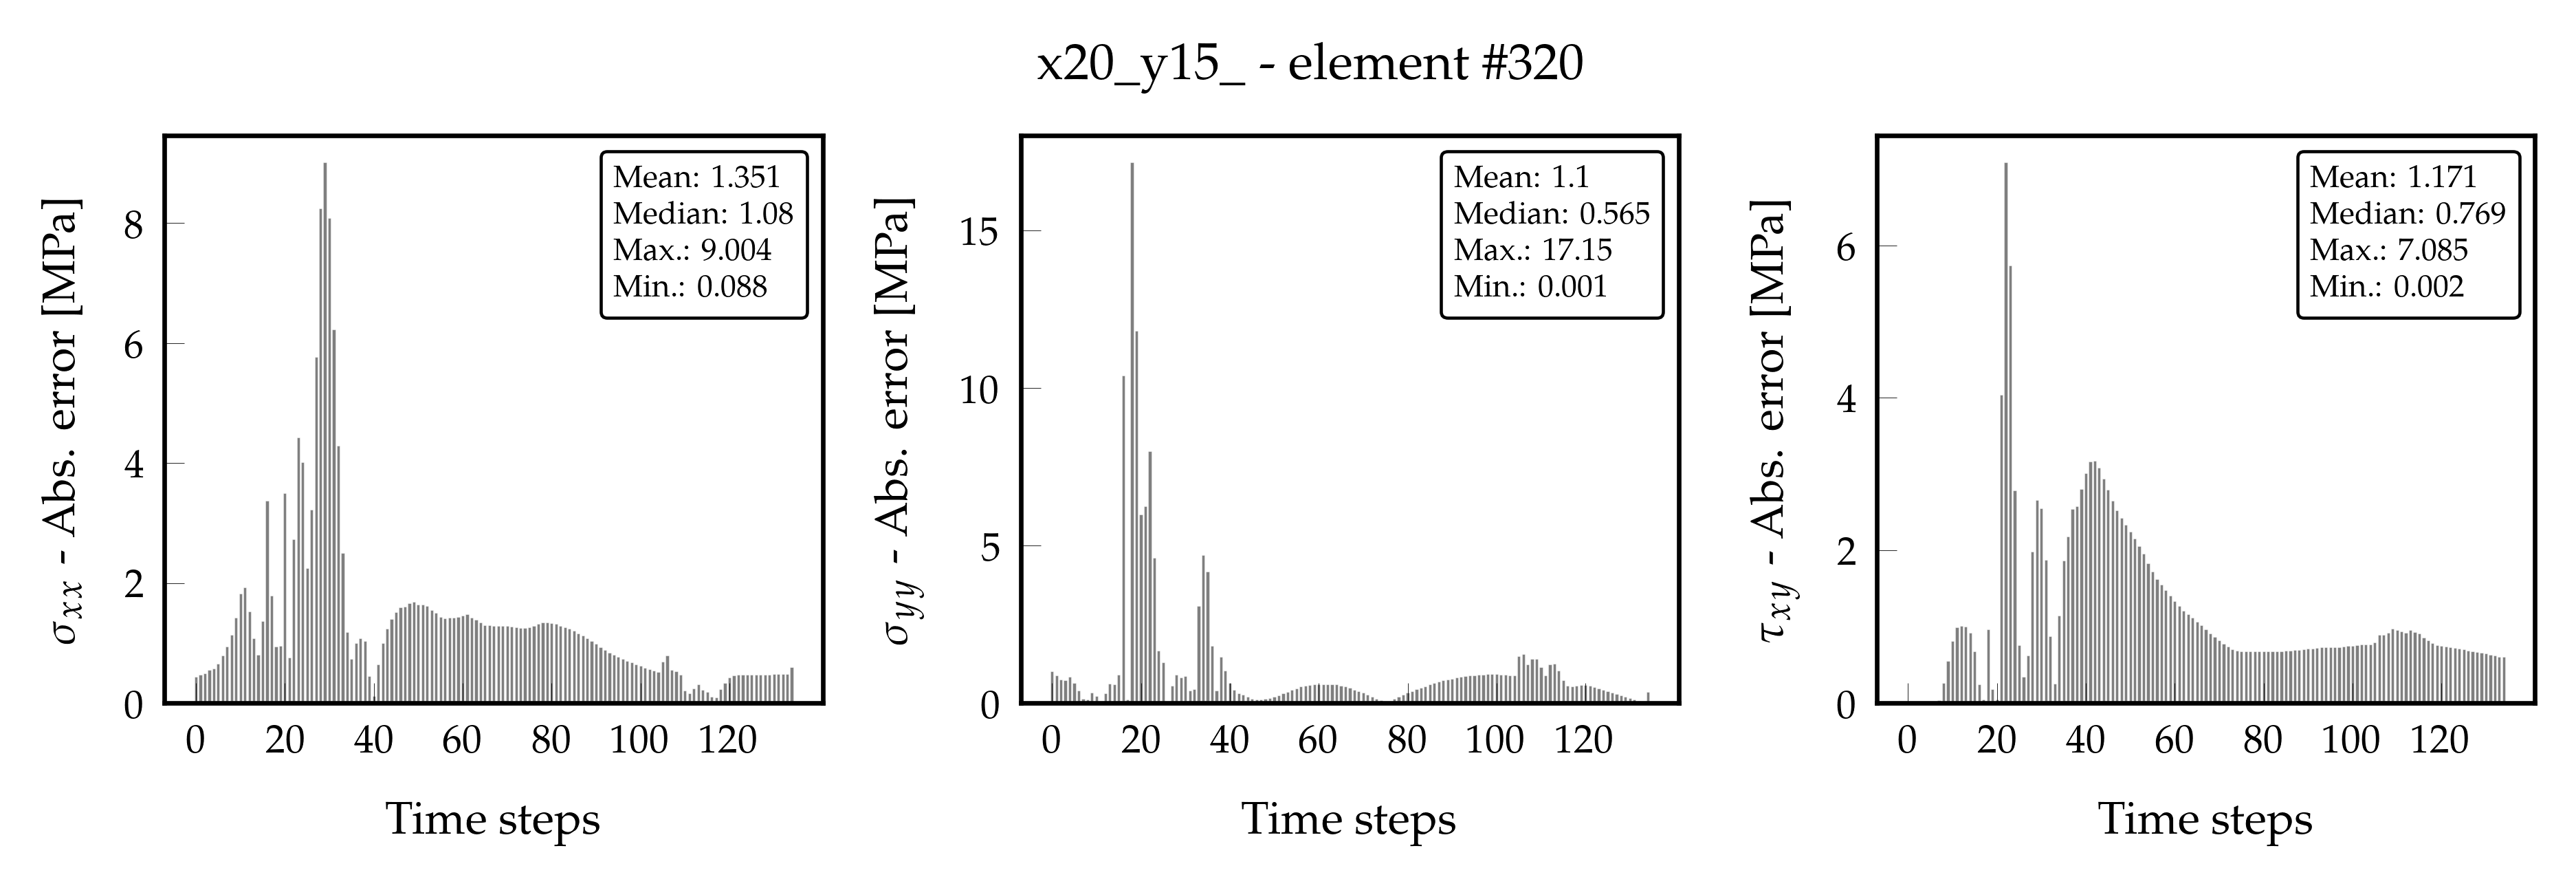 x20_y15_ - element #320
σxx - Abs. error [MPa]
8
6
4
2
0
Mean: 1.351
Median: 1.08
Max.: 9.004
Min.: 0.088
0 20 40 60 80 100 120
Time steps
σyy - Abs. error [MPa]
15
10
5
0
Mean: 1.1
Median: 0.565
Max.: 17.15
Min.: 0.001
0 20 40 60 80 100 120
Time steps
τxy - Abs. error [MPa]
6
4
2
0
Mean: 1.171
Median: 0.769
Max.: 7.085
Min.: 0.002
0 20 40 60 80 100 120
Time steps